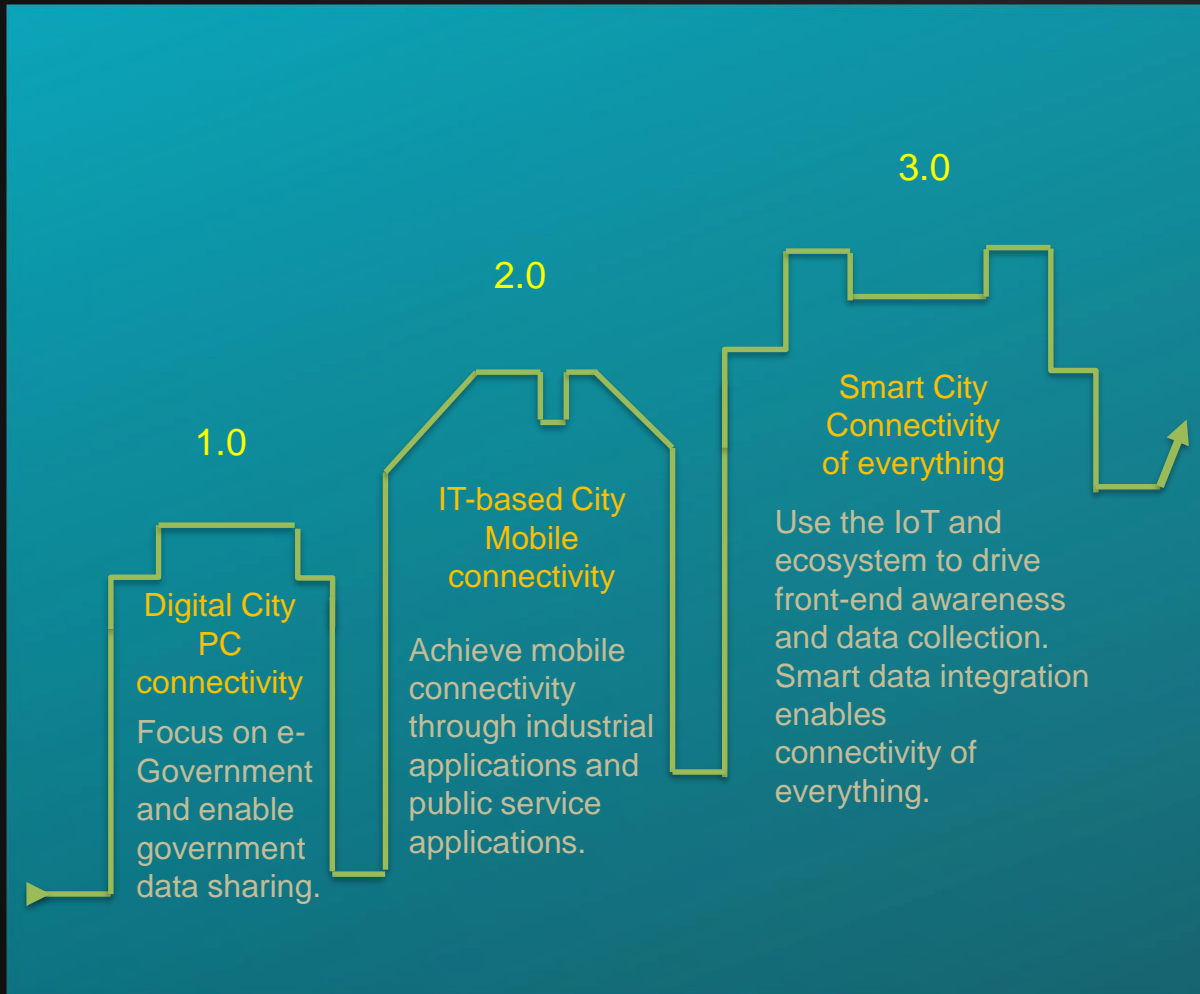 1.0
Digital City
PC
connectivity
Focus on e-
Government
and enable
government
data sharing.
2.0
IT-based City
Mobile
connectivity
Achieve mobile
connectivity
through industrial
applications and
public service
applications.
3.0
Smart City
Connectivity
of everything
Use the IoT and
ecosystem to drive
front-end awareness
and data collection.
Smart data integration
enables
connectivity of
everything.